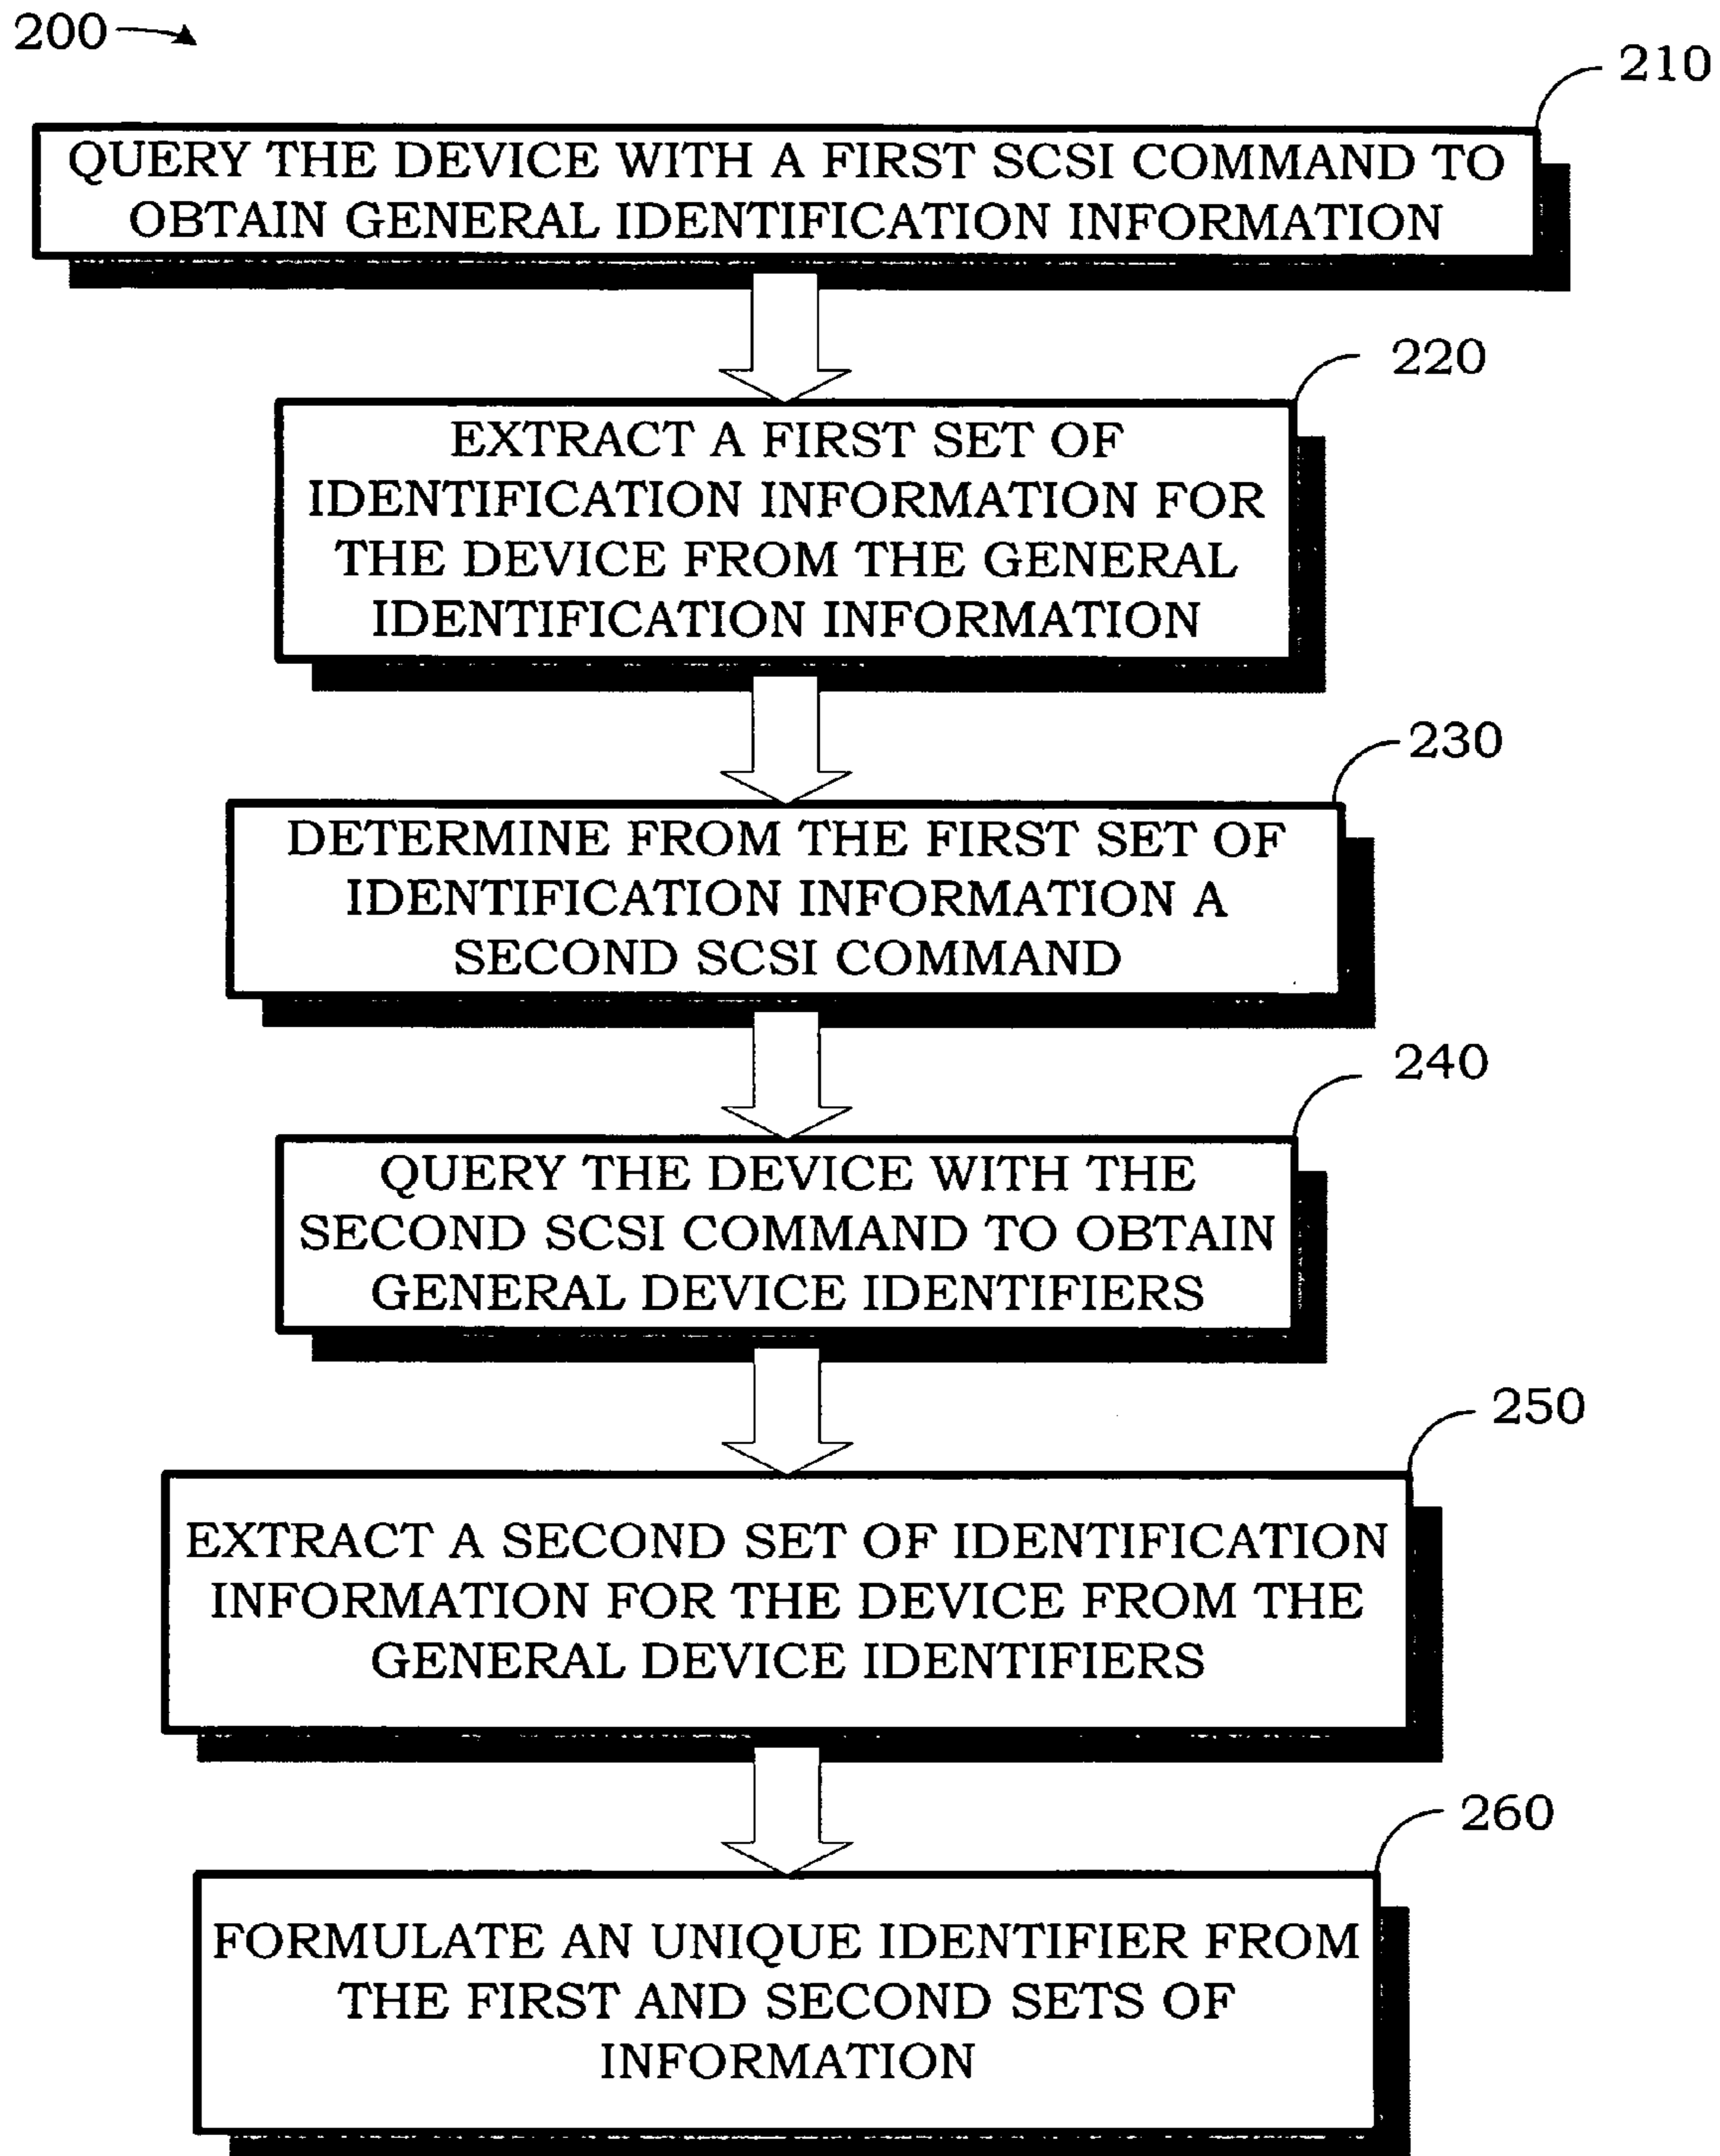 200
210
QUERY THE DEVICE WITH A FIRST SCSI COMMAND TO
OBTAIN GENERAL IDENTIFICATION INFORMATION
220
EXTRACT A FIRST SET OF
IDENTIFICATION INFORMATION FOR
THE DEVICE FROM THE GENERAL
IDENTIFICATION INFORMATION
230
DETERMINE FROM THE FIRST SET OF
IDENTIFICATION INFORMATION A
SECOND SCSI COMMAND
240
QUERY THE DEVICE WITH THE
SECOND SCSI COMMAND TO OBTAIN
GENERAL DEVICE IDENTIFIERS
250
EXTRACT A SECOND SET OF IDENTIFICATION
INFORMATION FOR THE DEVICE FROM THE
GENERAL DEVICE IDENTIFIERS
260
FORMULATE AN UNIQUE IDENTIFIER FROM
THE FIRST AND SECOND SETS OF
INFORMATION